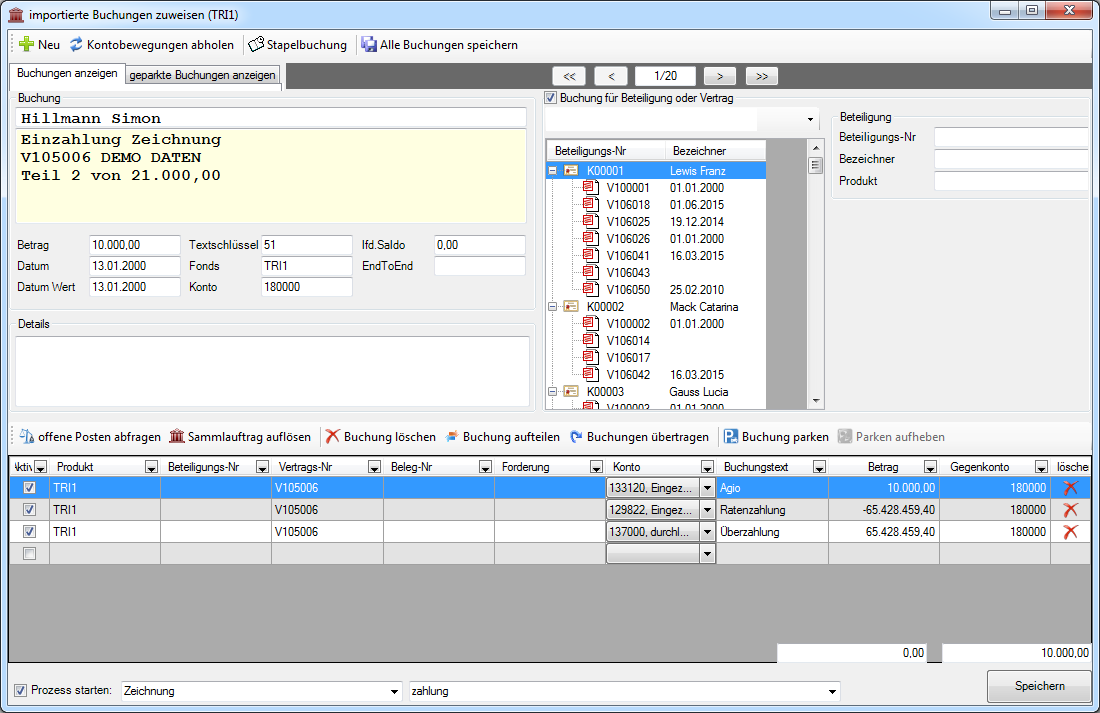 importierte Buchungen zuweisen (TRI1)
Neu Kontobewegungen abholen Stapelbuchung Alle Buchungen speichern
Buchungen anzeigen geparkte Buchungen anzeigen << < 1/20 > >>
Buchung
Hillmann Simon
Einzahlung Zeichnung
V105006 DEMO DATEN
Teil 2 von 21.000,00
Betrag 10.000,00 Textschlüssel 51 lfd.Saldo 0,00
Datum 13.01.2000 Fonds TRI1 EndToEnd
Datum Wert 13.01.2000 Konto 180000
Details
Buchung für Beteiligung oder Vertrag
Beteiligungs-Nr Bezeichner
K00001 Lewis Franz
V100001 01.01.2000
V106018 01.06.2015
V106025 19.12.2014
V106026 01.01.2000
V106041 16.03.2015
V106043
V106050 25.02.2010
K00002 Mack Catarina
V100002 01.01.2000
V106014
V106017
V106042 16.03.2015
K00003 Gauss Lucia
V100003 01.01.2000
Beteiligung
Beteiligungs-Nr
Bezeichner
Produkt
offene Posten abfragen Sammlauftrag auflösen Buchung löschen Buchung aufteilen Buchungen übertragen Buchung parken Parken aufheben
Aktiv Produkt Beteiligungs-Nr Vertrags-Nr Beleg-Nr Forderung Konto Buchungstext Betrag Gegenkonto lösche
TRI1 V105006 133120, Eingez... Agio 10.000,00 180000
TRI1 V105006 129822, Eingez... Ratenzahlung -65.428.459,40 180000
TRI1 V105006 137000, durchl... Überzahlung 65.428.459,40 180000
0,00 10.000,00
Prozess starten: Zeichnung zahlung Speichern